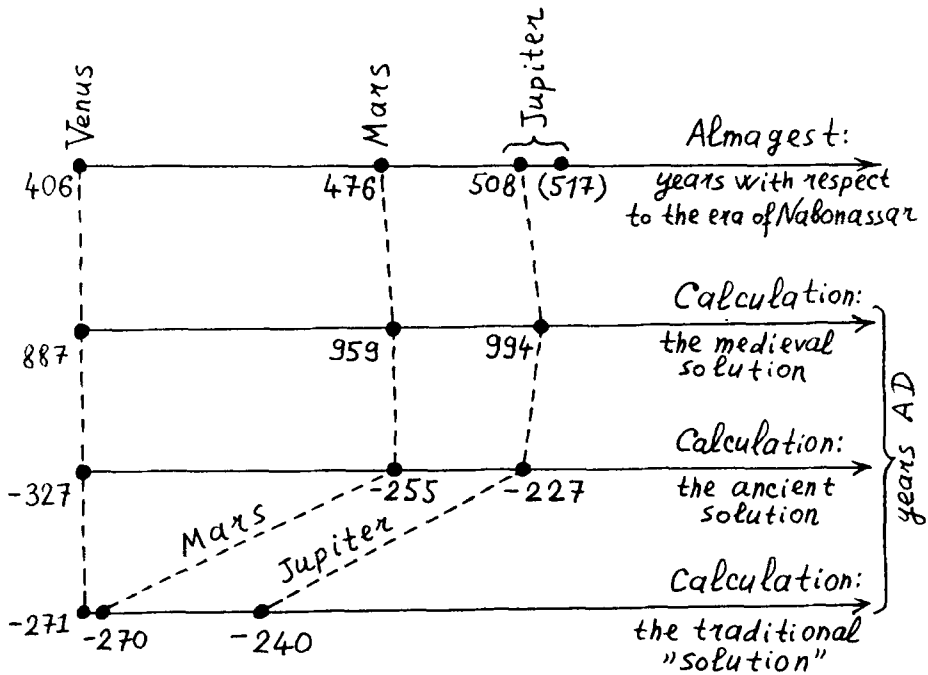 Venus
Mars
Jupiter
Almagest:
406
476
508 (517)
years with respect
to the era of Nabonassar
Calculation:
887
959
994
the medieval
solution
Calculation:
-327
-255
-227
the ancient
solution
years AD
Mars
Jupiter
Calculation:
-271
-270
-240
the traditional
„solution"